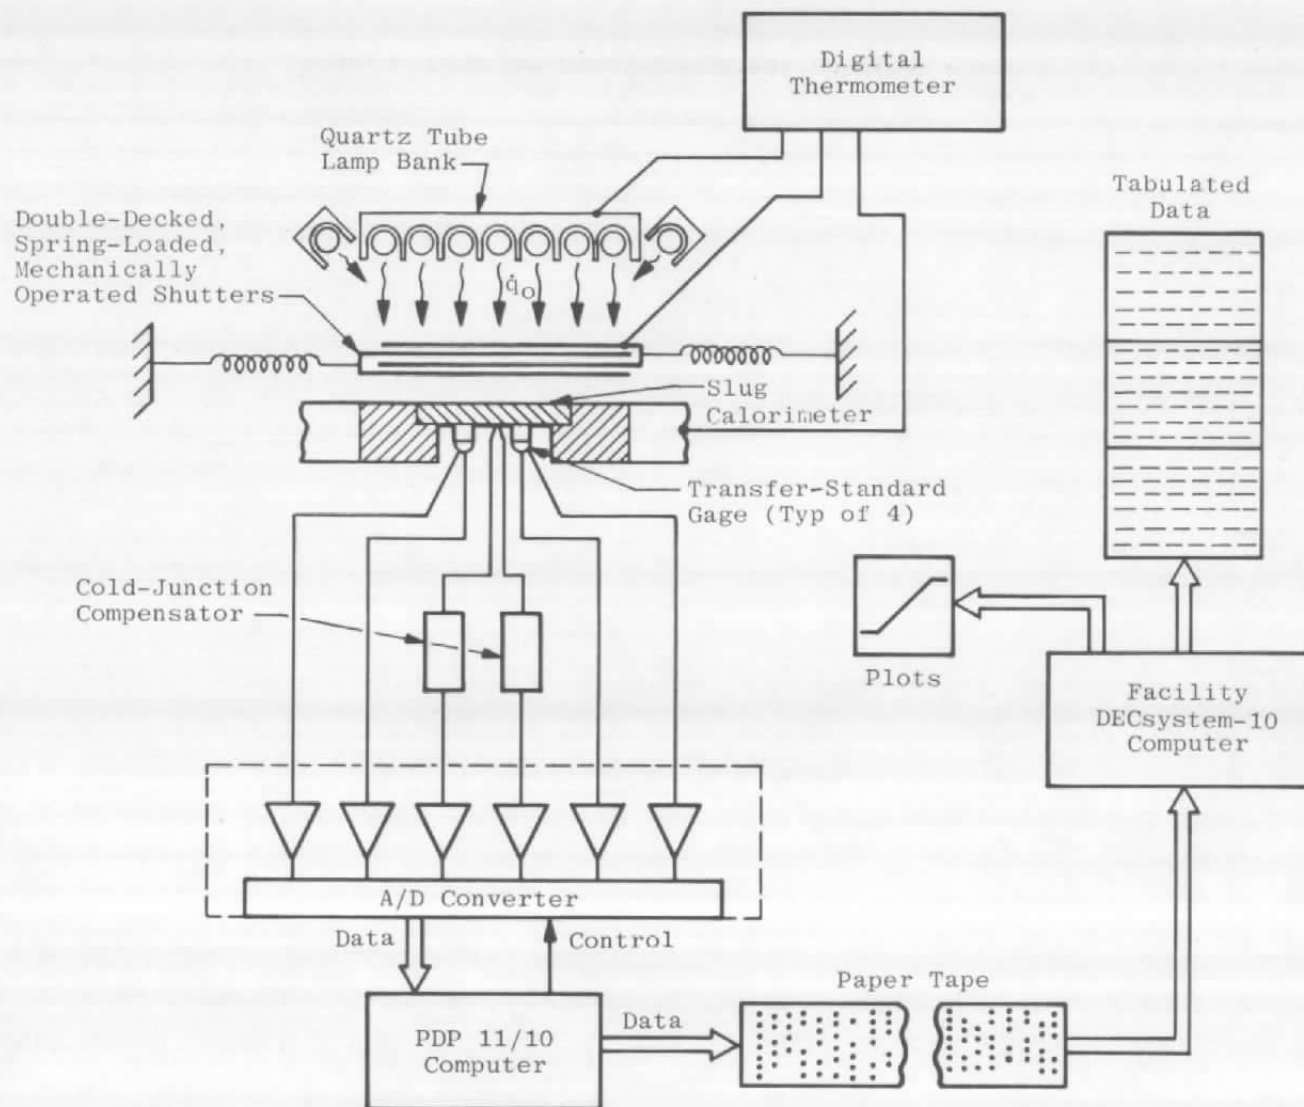 Digital
Thermometer
Quartz Tube
Lamp Bank
Tabulated
Data
Double-Decked,
Spring-Loaded,
Mechanically
Operated Shutters
q̇o
Slug
Calorimeter
Transfer-Standard
Gage (Typ of 4)
Cold-Junction
Compensator
Plots
Facility
DECsystem-10
Computer
A/D Converter
Data
Control
Paper Tape
PDP 11/10
Computer
Data